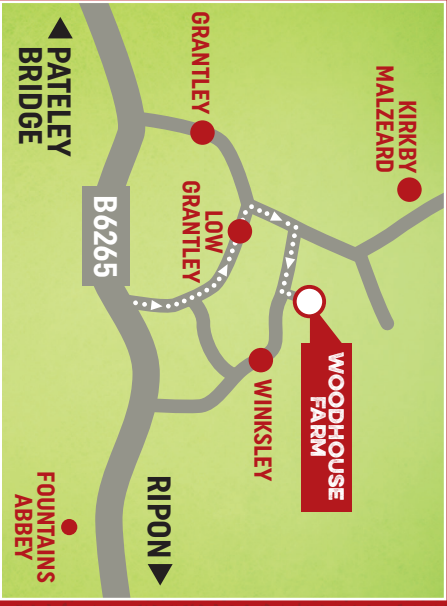 PATELEY
BRIDGE
GRANTLEY
KIRKBY
MALZEARD
LOW
GRANTLEY
B6265
WOODHOUSE
FARM
WINKSLEY
RIPON
FOUNTAINS
ABBEY